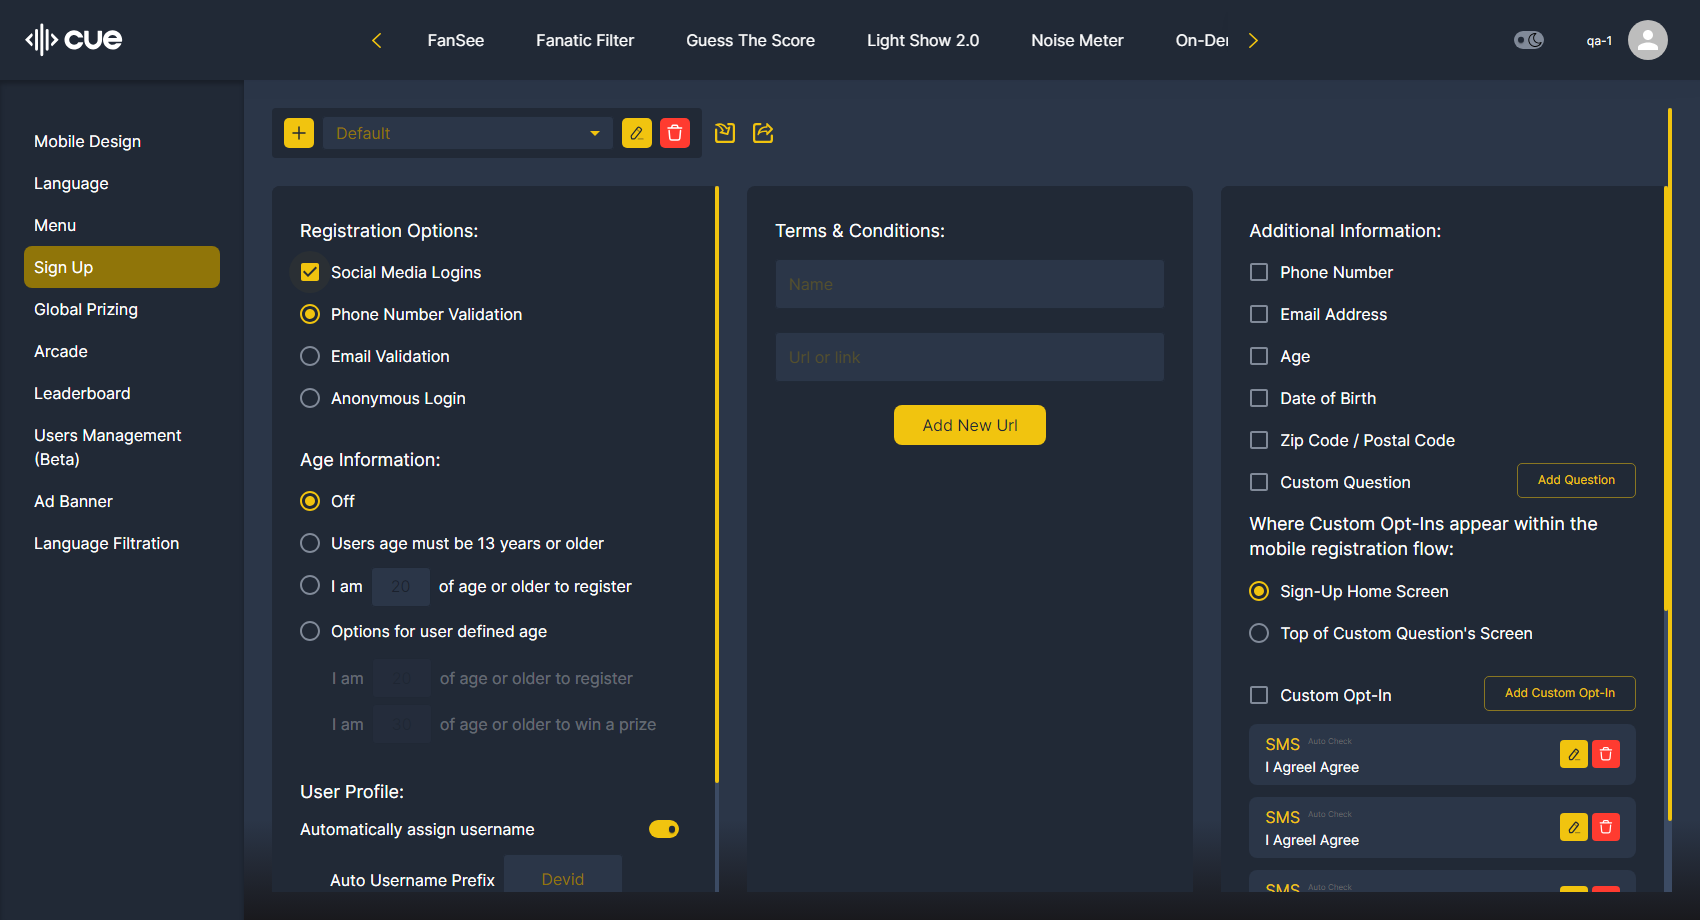 cue
FanSee
Fanatic Filter
Guess The Score
Light Show 2.0
Noise Meter
On-Der
qa-1
Mobile Design
Language
Menu
Sign Up
Global Prizing
Arcade
Leaderboard
Users Management
(Beta)
Ad Banner
Language Filtration
Default
Registration Options:
Social Media Logins
Phone Number Validation
Email Validation
Anonymous Login
Age Information:
Off
Users age must be 13 years or older
I am 20 of age or older to register
Options for user defined age
I am 20 of age or older to register
I am of age or older to win a prize
User Profile:
Automatically assign username
Auto Username Prefix Devid
Terms & Conditions:
Name
Url or link
Add New Url
Additional Information:
Phone Number
Email Address
Age
Date of Birth
Zip Code / Postal Code
Custom Question Add Question
Where Custom Opt-Ins appear within the
mobile registration flow:
Sign-Up Home Screen
Top of Custom Question's Screen
Custom Opt-In Add Custom Opt-In
SMS Auto Check
I AgreeI Agree
SMS Auto Check
I AgreeI Agree
SMS Auto Check